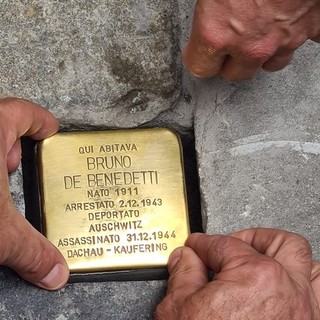 QUI ABITAVA
BRUNO
DE BENEDETTI
NATO 1911
ARRESTATO 2.12.1943
DEPORTATO
AUSCHWITZ
ASSASSINATO 31.12.1944
DACHAU - KAUFERING